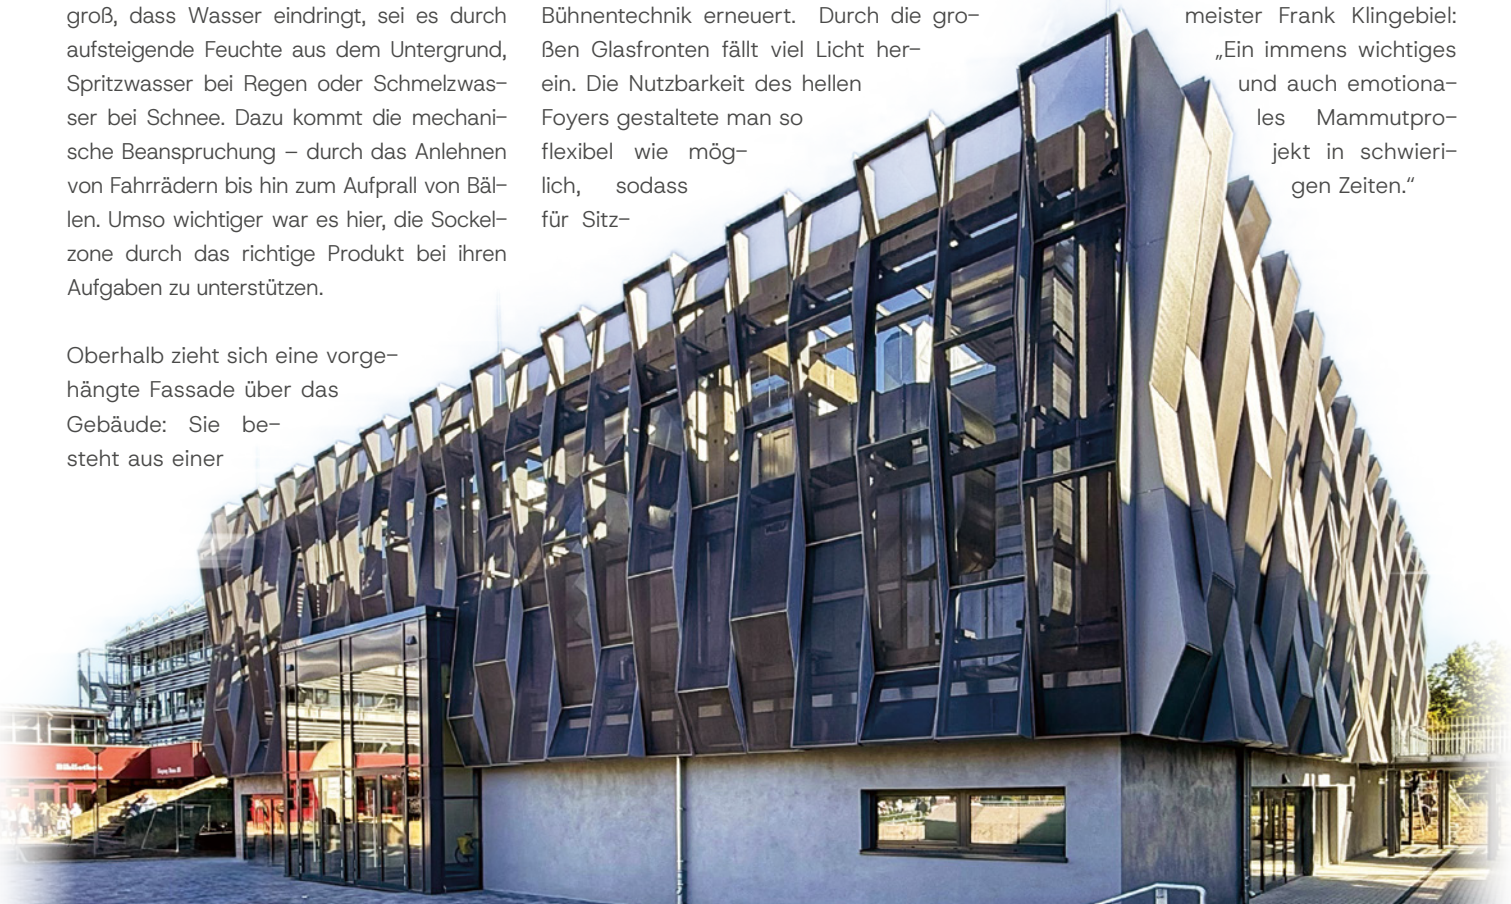 groß, dass Wasser eindringt, sei es durch
aufsteigende Feuchte aus dem Untergrund,
Spritzwasser bei Regen oder Schmelzwas-
ser bei Schnee. Dazu kommt die mechani-
sche Beanspruchung – durch das Anlehnen
von Fahrrädern bis hin zum Aufprall von Bäl-
len. Umso wichtiger war es hier, die Sockel-
zone durch das richtige Produkt bei ihren
Aufgaben zu unterstützen.
Oberhalb zieht sich eine vorge-
hängte Fassade über das
Gebäude: Sie be-
steht aus einer
Bühnentechnik erneuert. Durch die gro-
ßen Glasfronten fällt viel Licht her-
ein. Die Nutzbarkeit des hellen
Foyers gestaltete man so
flexibel wie mög-
lich, sodass
für Sitz-
meister Frank Klingebiel:
„Ein immens wichtiges
und auch emotiona-
les Mammutpro-
jekt in schwieri-
gen Zeiten.“
Bibliothek